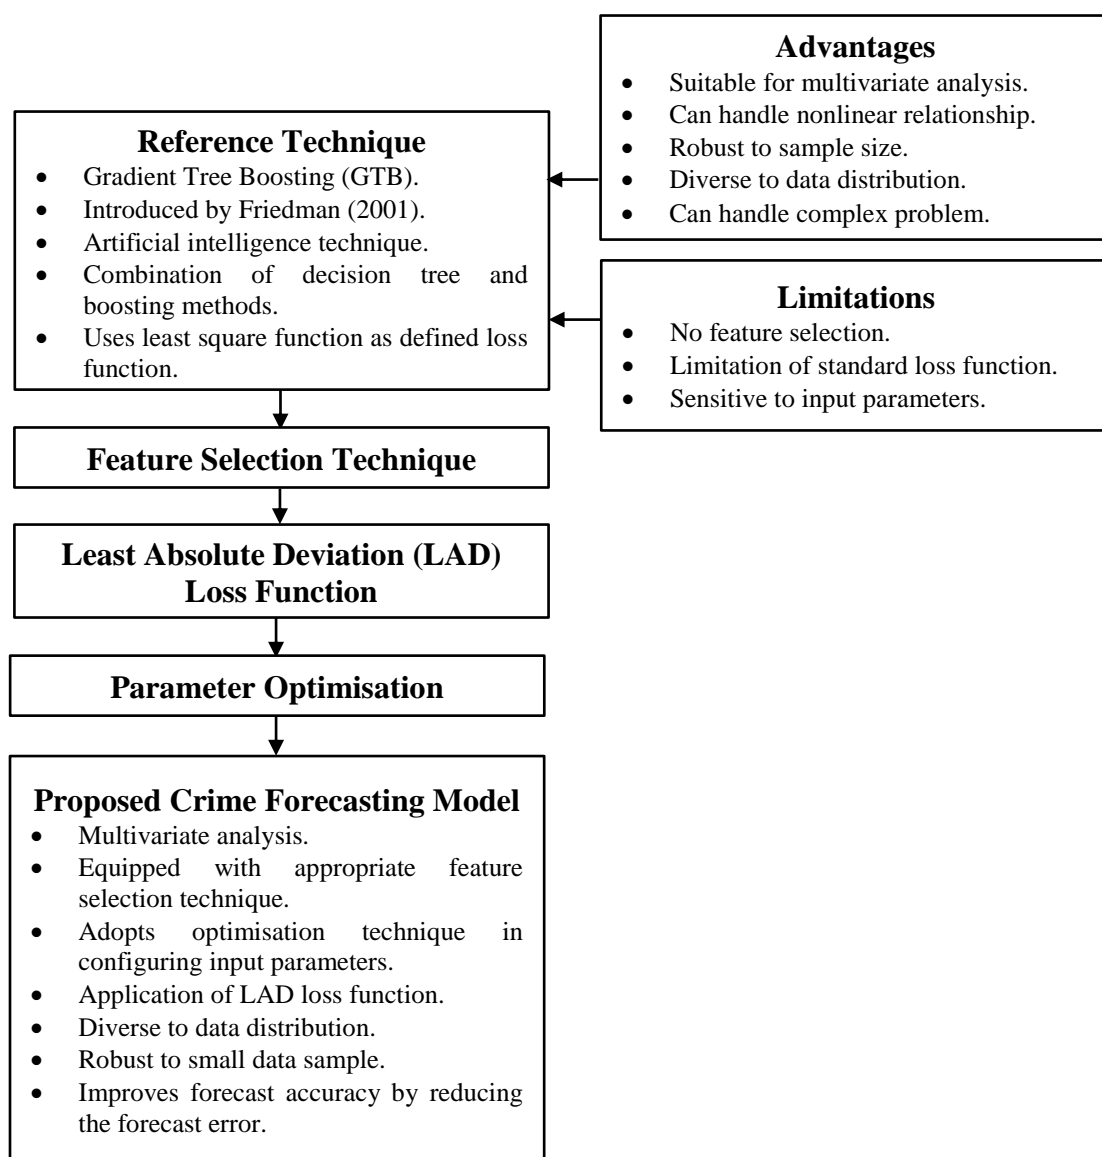 Advantages
• Suitable for multivariate analysis.
• Can handle nonlinear relationship.
• Robust to sample size.
• Diverse to data distribution.
• Can handle complex problem.
Reference Technique
• Gradient Tree Boosting (GTB).
• Introduced by Friedman (2001).
• Artificial intelligence technique.
• Combination of decision tree and
boosting methods.
• Uses least square function as defined loss
function.
Limitations
• No feature selection.
• Limitation of standard loss function.
• Sensitive to input parameters.
Feature Selection Technique
Least Absolute Deviation (LAD)
Loss Function
Parameter Optimisation
Proposed Crime Forecasting Model
• Multivariate analysis.
• Equipped with appropriate feature
selection technique.
• Adopts optimisation technique in
configuring input parameters.
• Application of LAD loss function.
• Diverse to data distribution.
• Robust to small data sample.
• Improves forecast accuracy by reducing
the forecast error.